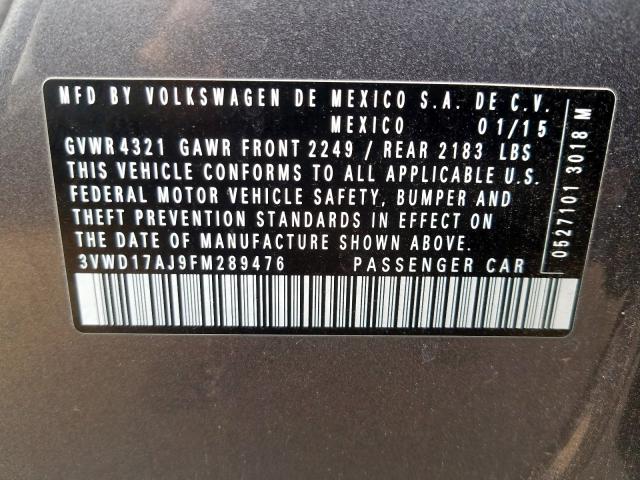 MFD BY VOLKSWAGEN DE MEXICO S.A. DE C.V.
MEXICO 01/15
GVWR 4321 GAWR FRONT 2249 / REAR 2183 LBS
THIS VEHICLE CONFORMS TO ALL APPLICABLE U.S.
FEDERAL MOTOR VEHICLE SAFETY, BUMPER AND
THEFT PREVENTION STANDARDS IN EFFECT ON
THE DATE OF MANUFACTURE SHOWN ABOVE.
3VWD17AJ9FM289476 PASSENGER CAR
0527101 3018 M